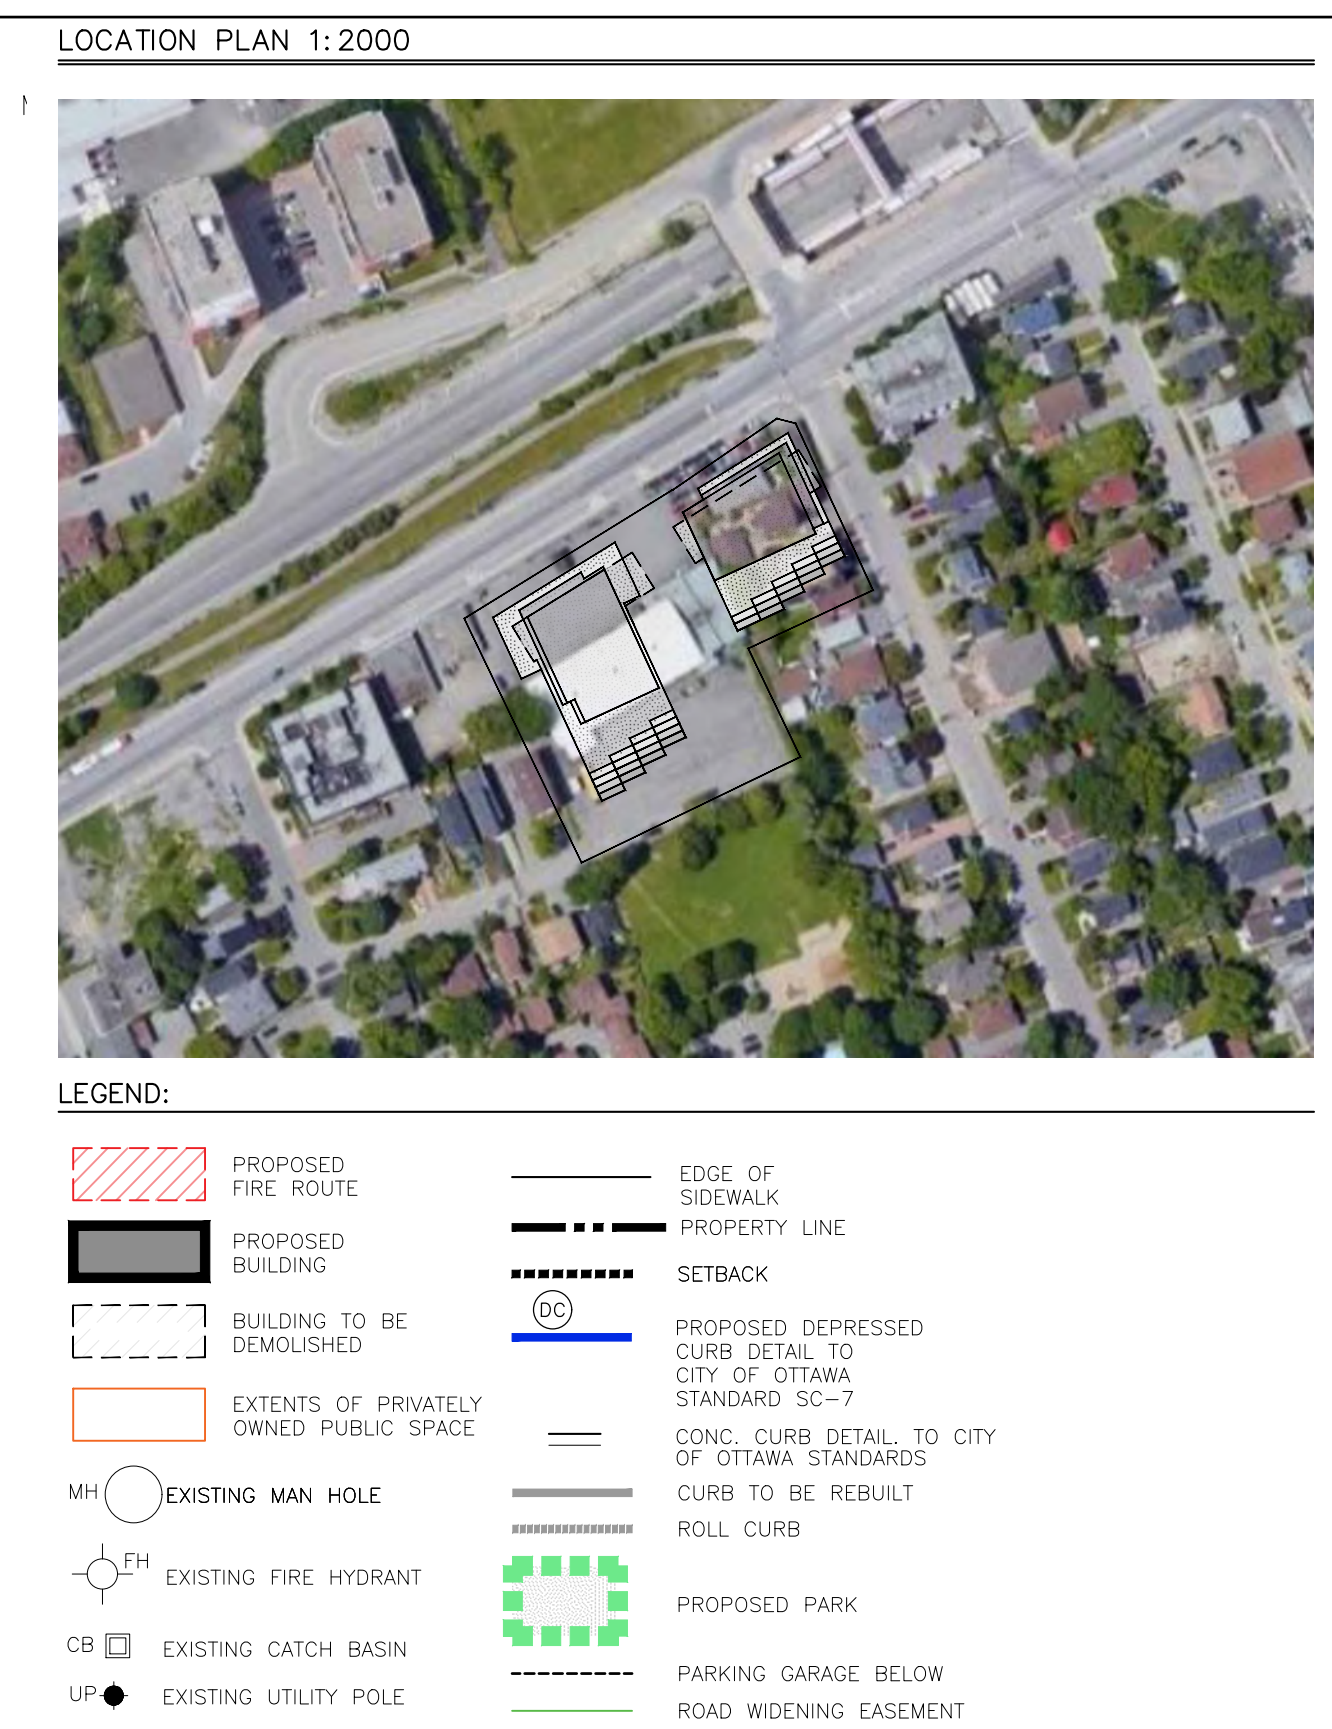 LOCATION PLAN 1:2000
LEGEND:
PROPOSED
FIRE ROUTE
PROPOSED
BUILDING
BUILDING TO BE
DEMOLISHED
EXTENTS OF PRIVATELY
OWNED PUBLIC SPACE
MH EXISTING MAN HOLE
FH
EXISTING FIRE HYDRANT
CB EXISTING CATCH BASIN
UP EXISTING UTILITY POLE
EDGE OF
SIDEWALK
PROPERTY LINE
SETBACK
DC
PROPOSED DEPRESSED
CURB DETAIL TO
CITY OF OTTAWA
STANDARD SC-7
CONC. CURB DETAIL. TO CITY
OF OTTAWA STANDARDS
CURB TO BE REBUILT
ROLL CURB
PROPOSED PARK
PARKING GARAGE BELOW
ROAD WIDENING EASEMENT